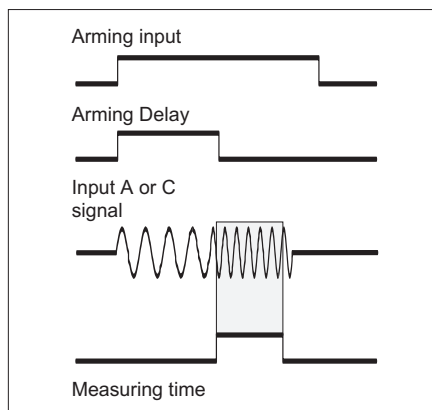 Arming input
Arming Delay
Input A or C
signal
Measuring time